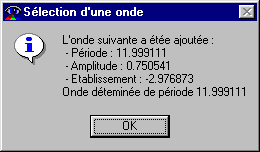 Sélection d'une onde
L'onde suivante a étée ajoutée :
- Période : 11.999111
- Amplitude : 0.750541
- Etablissement : -2.976873
Onde déteminée de période 11.999111
OK